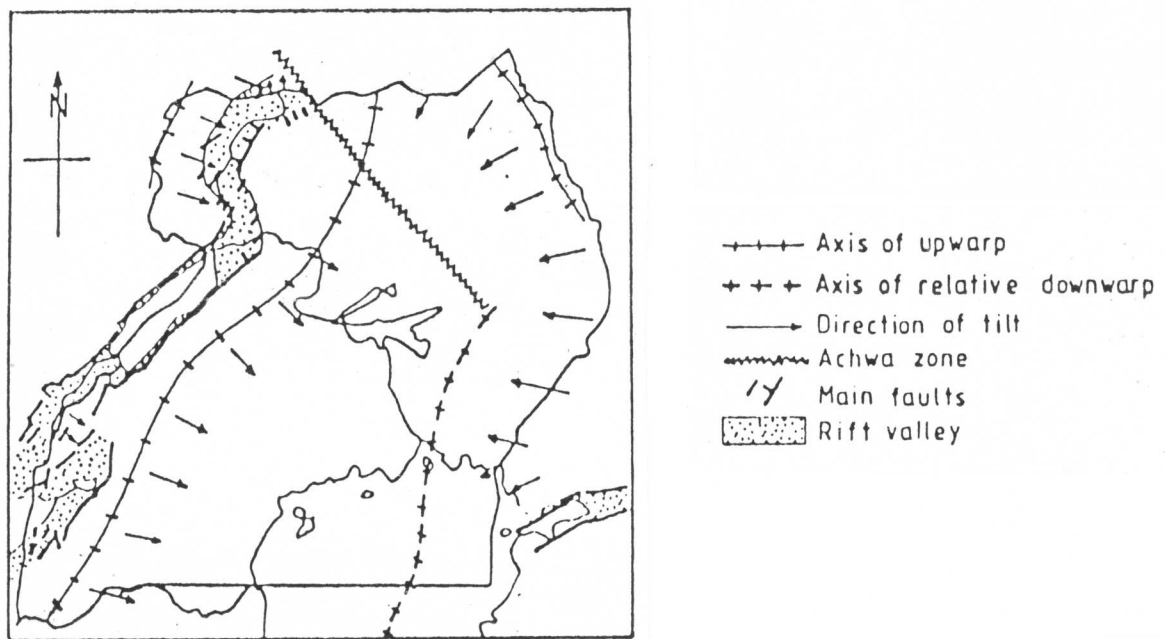 N
Axis of upwarp
Axis of relative downwarp
Direction of tilt
Achwa zone
Main faults
Rift valley